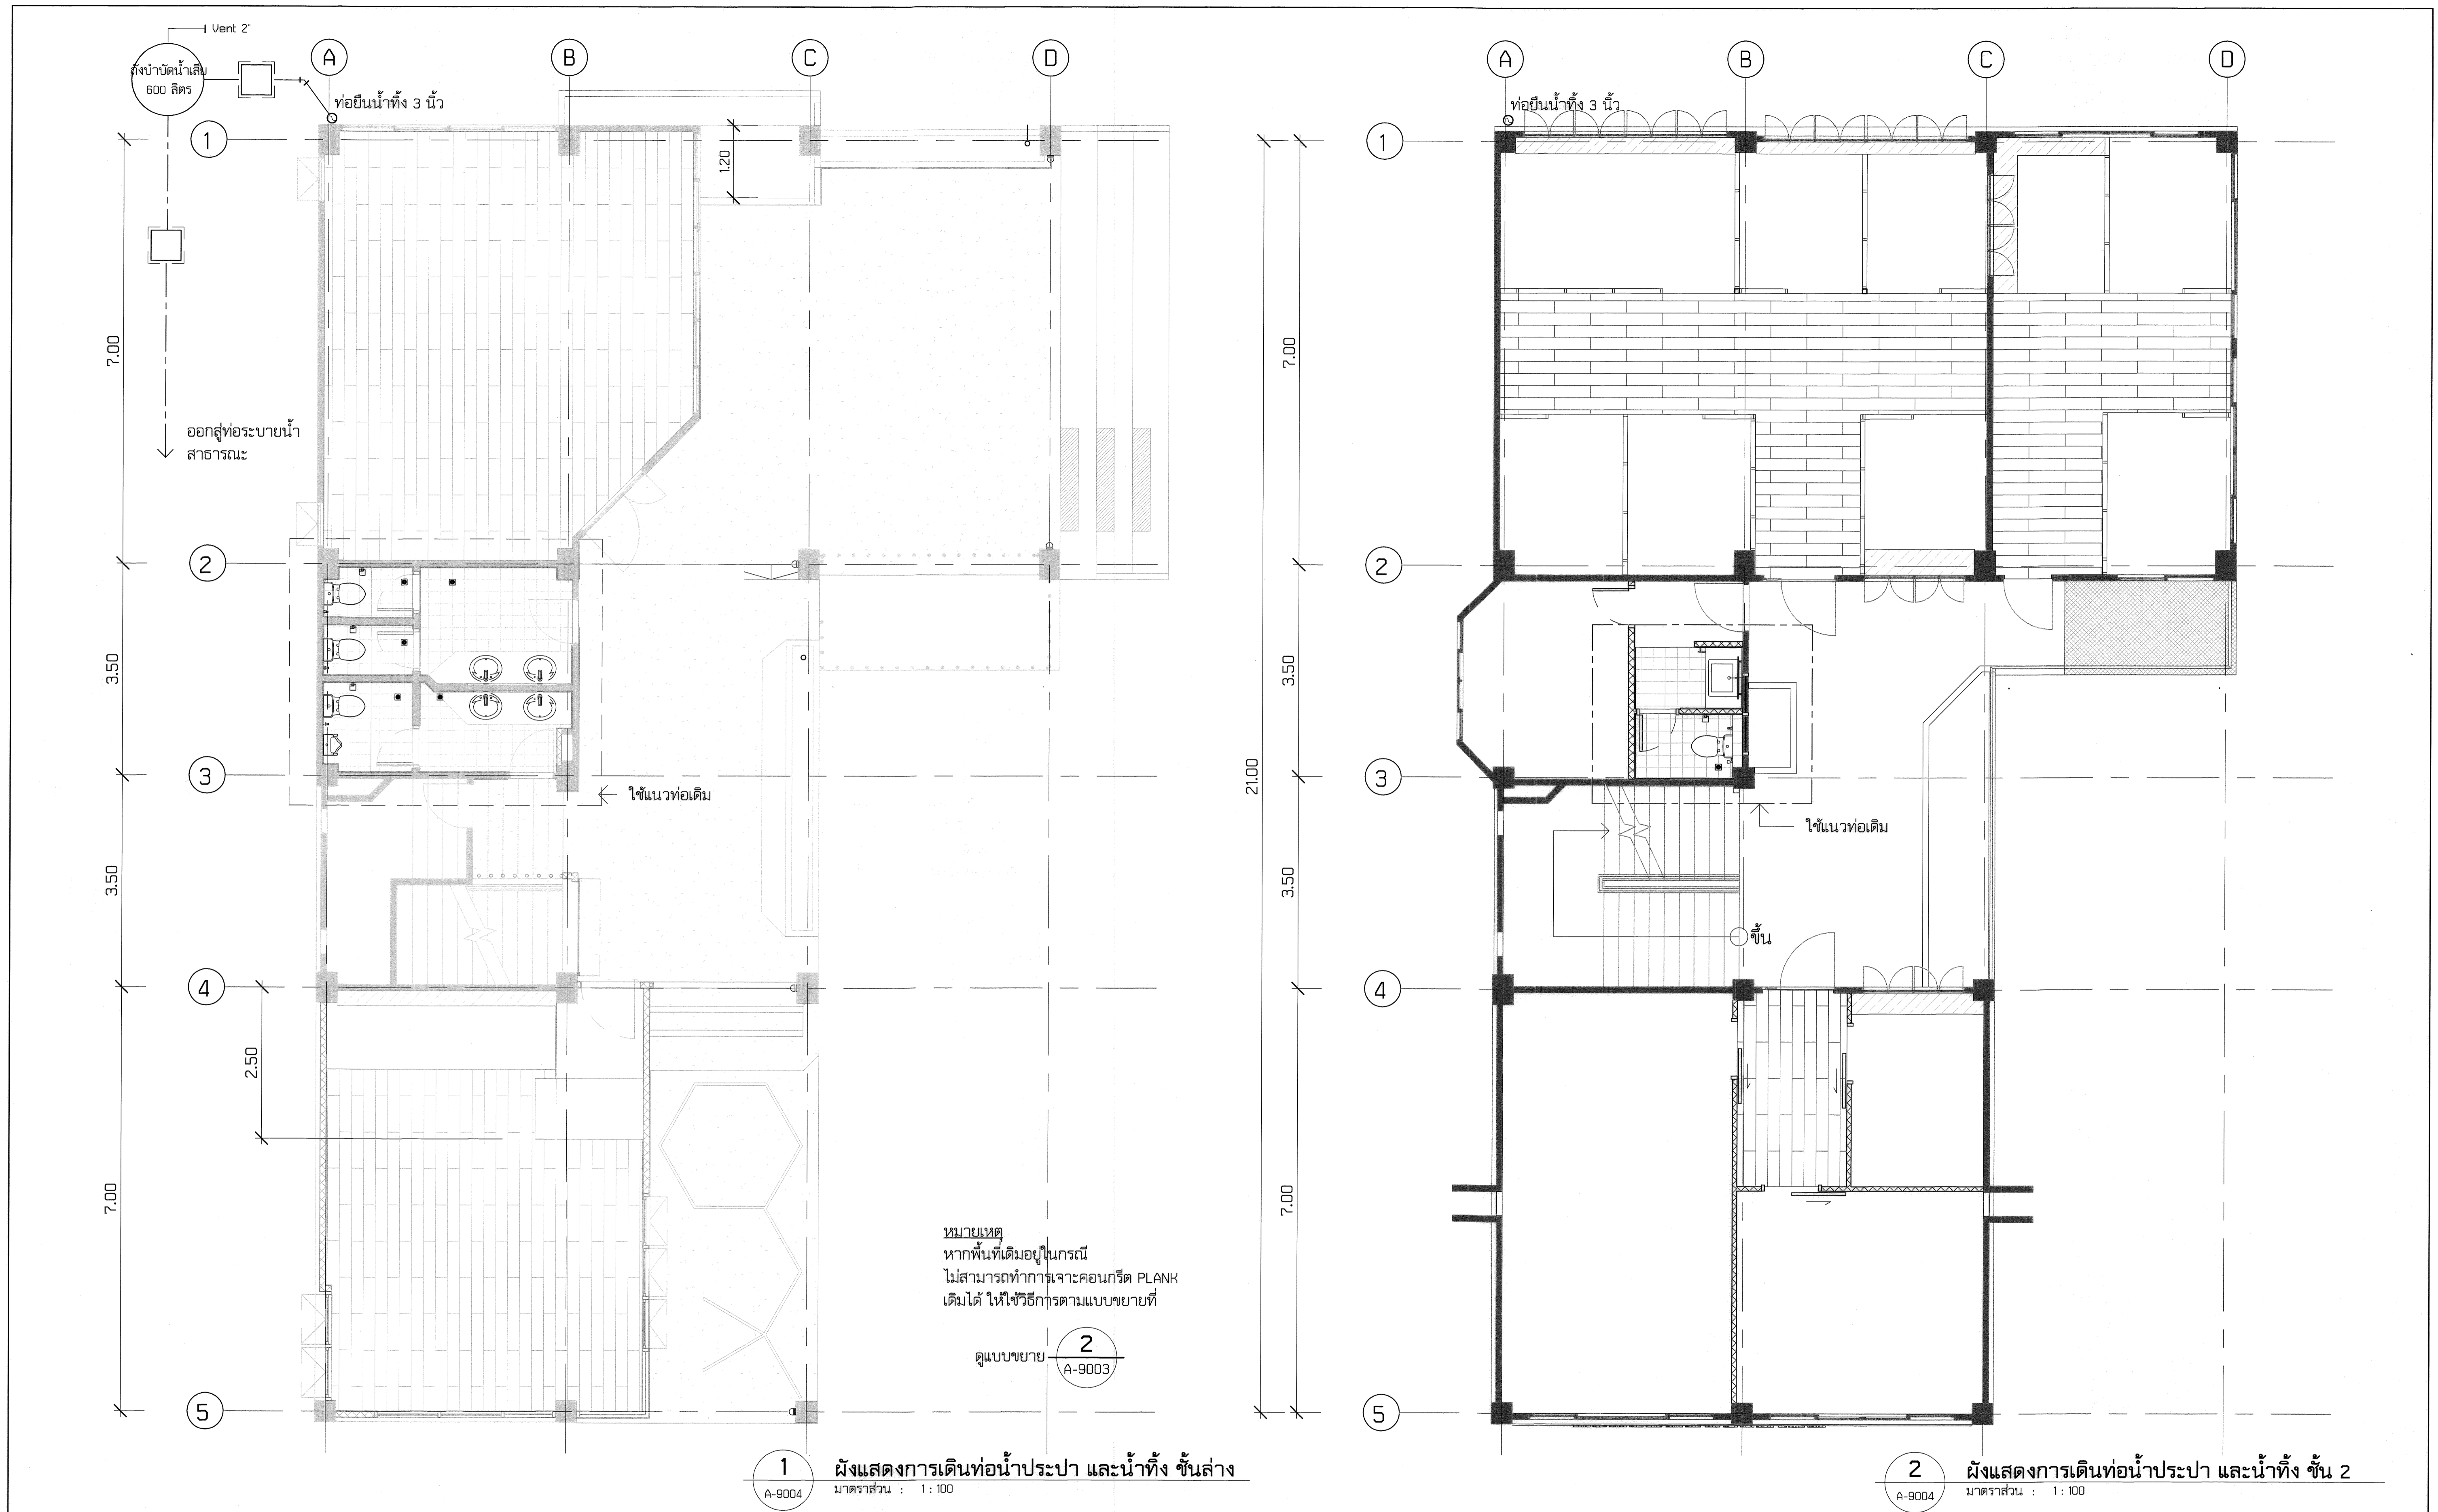 Vent 2"
ถังบำบัดน้ำเสีย
600 ลิตร
A
B
C
D
ท่อยืนน้ำทิ้ง 3 นิ้ว
1
1.20
7.00
ออกสู่ท่อระบายน้ำ
สาธารณะ
2
3.50
3
ใช้แนวท่อเดิม
3.50
4
2.50
7.00
5
หมายเหตุ
หากพื้นที่เดิมอยู่ในกรณี
ไม่สามารถทำการเจาะคอนกรีต PLANK
เดิมได้ ให้ใช้วิธีการตามแบบขยายที่
ดูแบบขยาย
2
A-9003
1
A-9004
ผังแสดงการเดินท่อน้ำประปา และน้ำทิ้ง ชั้นล่าง
มาตราส่วน : 1 : 100
A
B
C
D
ท่อยืนน้ำทิ้ง 3 นิ้ว
1
7.00
2
3.50
21.00
3
ใช้แนวท่อเดิม
3.50
ขึ้น
4
7.00
5
2
A-9004
ผังแสดงการเดินท่อน้ำประปา และน้ำทิ้ง ชั้น 2
มาตราส่วน : 1 : 100